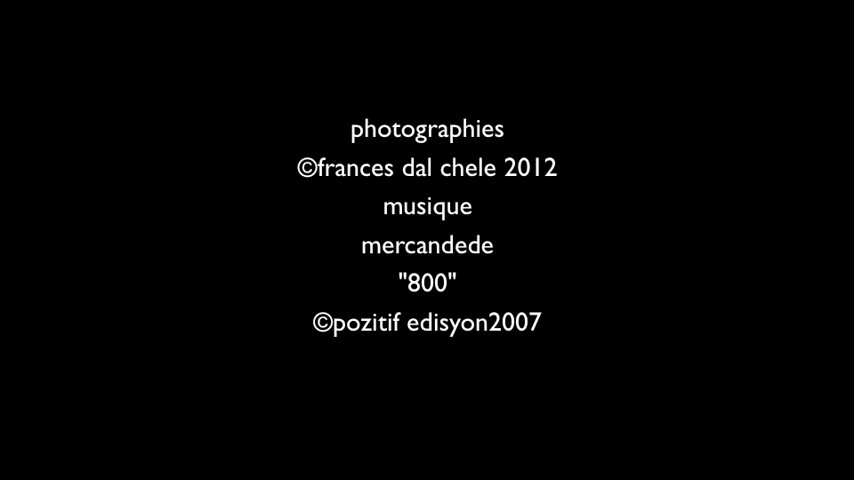 photographies
©frances dal chele 2012
musique
mercandede
"800"
©pozitif edisyon2007